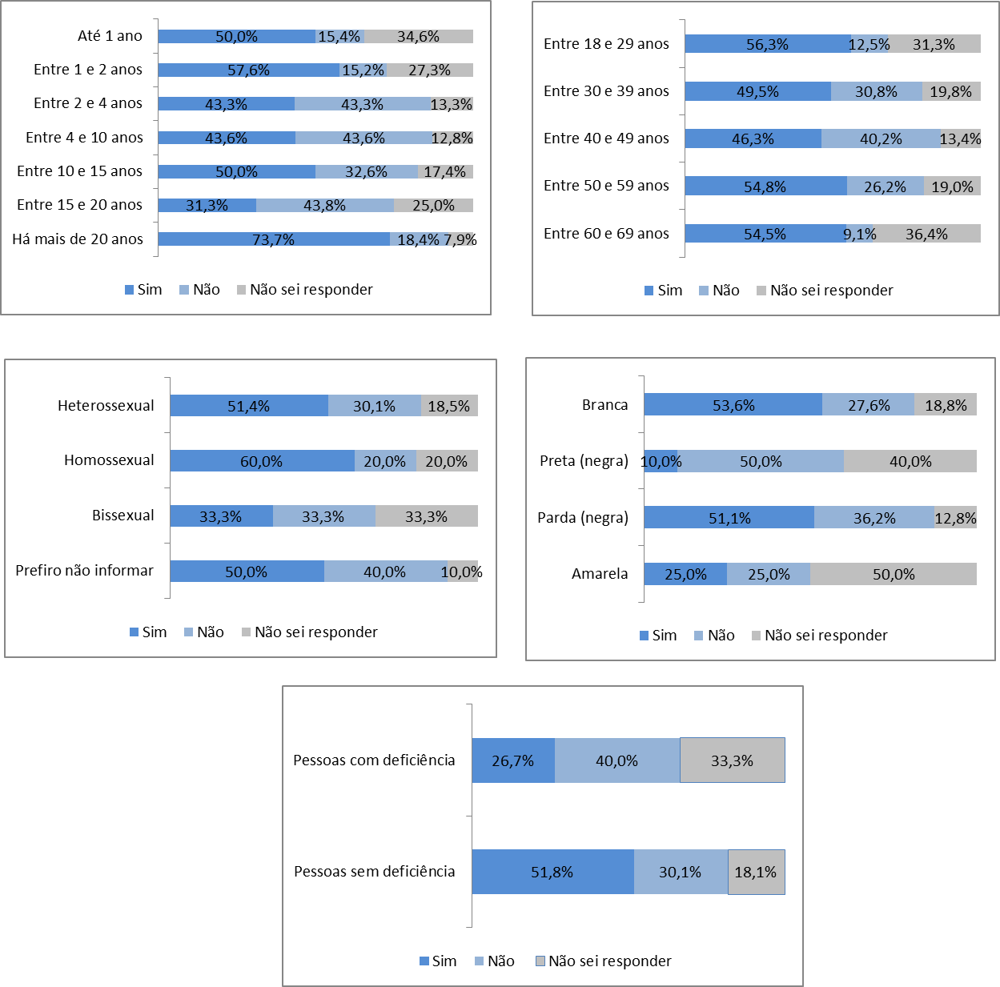 Até 1 ano 50,0% 15,4% 34,6%
Entre 1 e 2 anos 57,6% 15,2% 27,3%
Entre 2 e 4 anos 43,3% 43,3% 13,3%
Entre 4 e 10 anos 43,6% 43,6% 12,8%
Entre 10 e 15 anos 50,0% 32,6% 17,4%
Entre 15 e 20 anos 31,3% 43,8% 25,0%
Há mais de 20 anos 73,7% 18,4% 7,9%
Sim Não Não sei responder
Entre 18 e 29 anos 56,3% 12,5% 31,3%
Entre 30 e 39 anos 49,5% 30,8% 19,8%
Entre 40 e 49 anos 46,3% 40,2% 13,4%
Entre 50 e 59 anos 54,8% 26,2% 19,0%
Entre 60 e 69 anos 54,5% 9,1% 36,4%
Sim Não Não sei responder
Heterossexual 51,4% 30,1% 18,5%
Homossexual 60,0% 20,0% 20,0%
Bissexual 33,3% 33,3% 33,3%
Prefiro não informar 50,0% 40,0% 10,0%
Sim Não Não sei responder
Branca 53,6% 27,6% 18,8%
Preta (negra) 10,0% 50,0% 40,0%
Parda (negra) 51,1% 36,2% 12,8%
Amarela 25,0% 25,0% 50,0%
Sim Não Não sei responder
Pessoas com deficiência 26,7% 40,0% 33,3%
Pessoas sem deficiência 51,8% 30,1% 18,1%
Sim Não Não sei responder